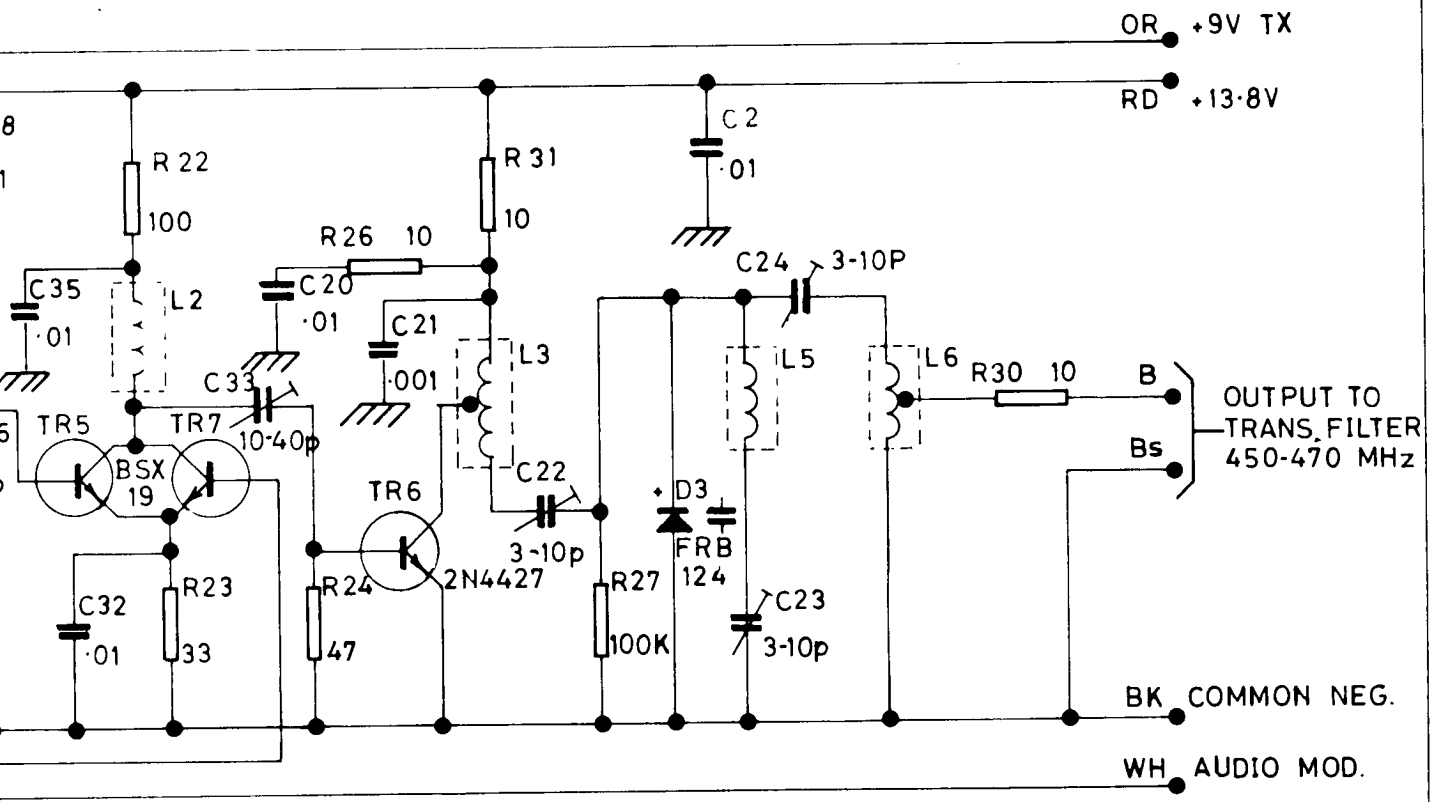 OR +9V TX
RD +13·8V
8
1
R 22
100
R 31
10
C 2
·01
R26 10
C24 3-10P
C35
·01
L2
C20
·01
C21
·001
L3
L5
L6
R30 10
B
Bs
OUTPUT TO
TRANS. FILTER
450-470 MHz
C33
10-40p
TR5
TR7
BSX
19
C22
3-10p
TR6
2N4427
+ D3
FRB
124
R23
33
C32
·01
R24
47
R27
100K
C23
3-10p
BK COMMON NEG.
WH AUDIO MOD.